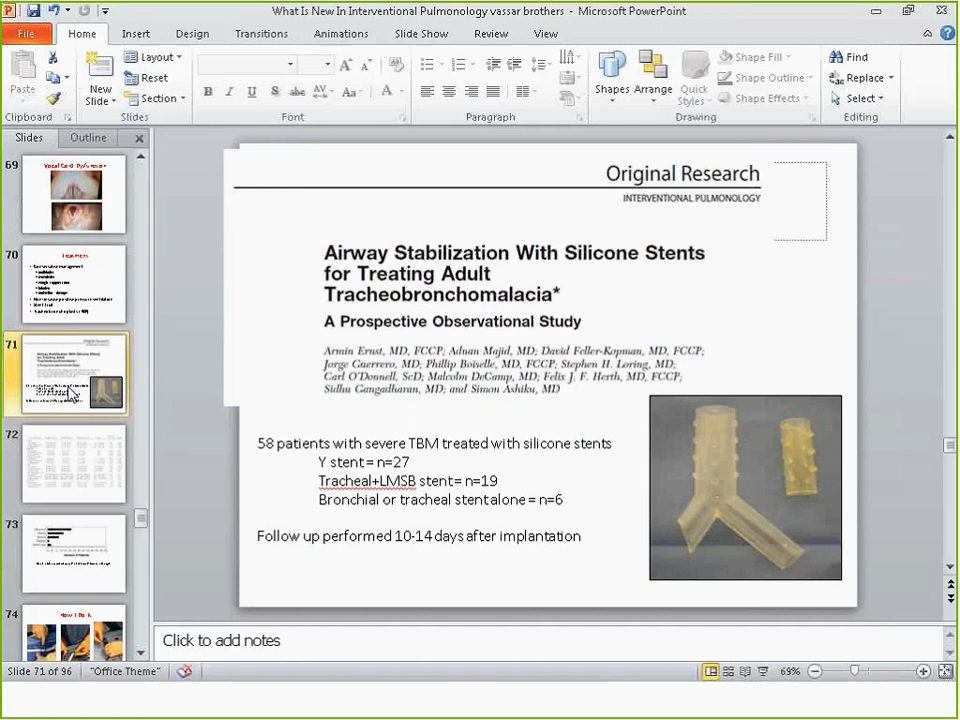 What Is New In Interventional Pulmonology vassar brothers - Microsoft PowerPoint
File Home Insert Design Transitions Animations Slide Show Review View
Paste
Clipboard
New Slide
Layout
Reset
Section
Slides
B I U S abc AV Aa A
Font
Paragraph
Shapes
Arrange
Quick Styles
Shape Fill
Shape Outline
Shape Effects
Drawing
Find
Replace
Select
Editing
Slides Outline
69
70
71
72
73
74
How I Do It
Original Research
INTERVENTIONAL PULMONOLOGY
Airway Stabilization With Silicone Stents
for Treating Adult
Tracheobronchomalacia*
A Prospective Observational Study
Armin Ernst, MD, FCCP; Adnan Majid, MD; David Feller-Kopman, MD, FCCP;
Jorge Guerrero, MD; Phillip Boiselle, MD, FCCP; Stephen H. Loring, MD;
Carl O'Donnell, ScD; Malcolm DeCamp, MD; Felix J. F. Herth, MD, FCCP;
Sidhu Gangadharan, MD; and Simon Ashiku, MD
58 patients with severe TBM treated with silicone stents
Y stent = n=27
Tracheal+LMSB stent= n=19
Bronchial or tracheal stent alone = n=6
Follow up performed 10-14 days after implantation
Click to add notes
Slide 71 of 96 "Office Theme" 69%